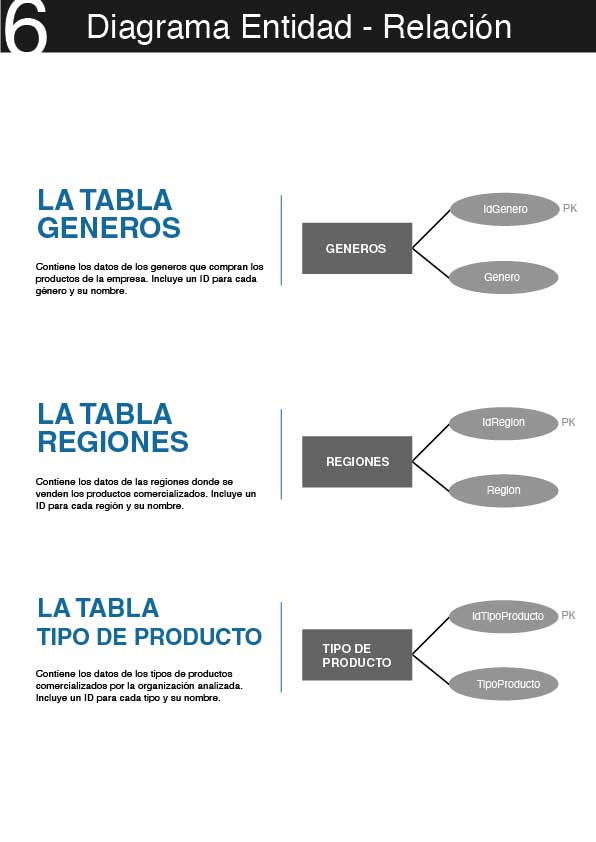 6
Diagrama Entidad - Relación
LA TABLA
GENEROS
Contiene los datos de los generos que compran los
productos de la empresa. Incluye un ID para cada
género y su nombre.
GENEROS
IdGenero
PK
Genero
LA TABLA
REGIONES
Contiene los datos de las regiones donde se
venden los productos comercializados. Incluye un
ID para cada región y su nombre.
REGIONES
IdRegion
PK
Region
LA TABLA
TIPO DE PRODUCTO
Contiene los datos de los tipos de productos
comercializados por la organización analizada.
Incluye un ID para cada tipo y su nombre.
TIPO DE
PRODUCTO
IdTipoProducto
PK
TipoProducto